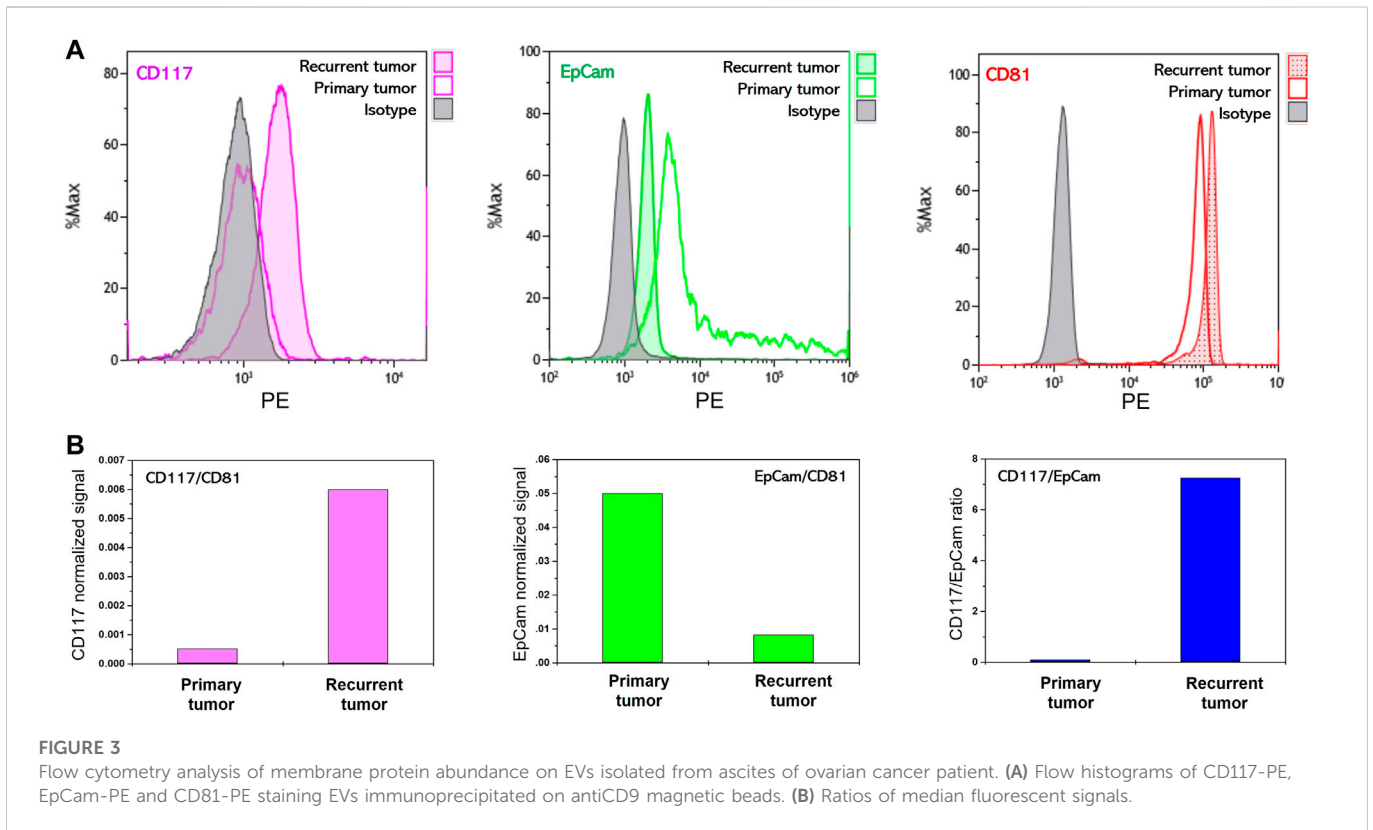 A
CD117
Recurrent tumor
Primary tumor
Isotype
%Max
80
60
40
20
0
10³
10⁴
PE
EpCam
Recurrent tumor
Primary tumor
Isotype
%Max
100
80
60
40
20
0
10²
10³
10⁴
10⁵
10⁶
PE
CD81
Recurrent tumor
Primary tumor
Isotype
%Max
100
80
60
40
20
0
10²
10³
10⁴
10⁵
10
PE
B
CD117/CD81
CD117 normalized signal
0.007
0.006
0.005
0.004
0.003
0.002
0.001
0.000
Primary tumor
Recurrent tumor
EpCam/CD81
EpCam normalized signal
.06
.05
.04
.03
.02
.01
.00
Primary tumor
Recurrent tumor
CD117/EpCam
CD117/EpCam ratio
8
6
4
2
0
Primary tumor
Recurrent tumor
FIGURE 3
Flow cytometry analysis of membrane protein abundance on EVs isolated from ascites of ovarian cancer patient. (A) Flow histograms of CD117-PE,
EpCam-PE and CD81-PE staining EVs immunoprecipitated on antiCD9 magnetic beads. (B) Ratios of median fluorescent signals.